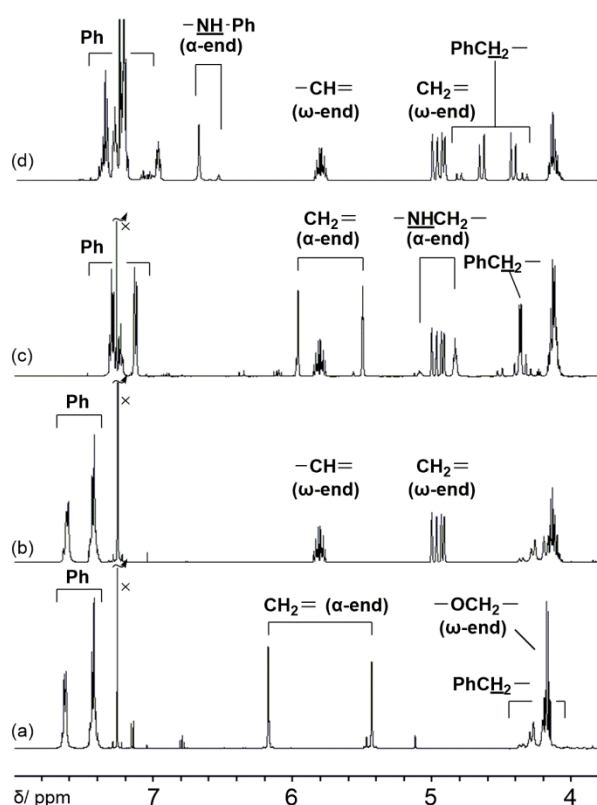 Ph
–NH-Ph
(α-end)
–CH=
(ω-end)
CH2=
(ω-end)
PhCH2–
(d)
Ph
×
CH2=
(α-end)
–NHCH2–
(α-end)
PhCH2–
(c)
Ph
×
–CH=
(ω-end)
CH2=
(ω-end)
(b)
Ph
×
CH2= (α-end)
–OCH2–
(ω-end)
PhCH2–
(a)
δ/ ppm 7 6 5 4